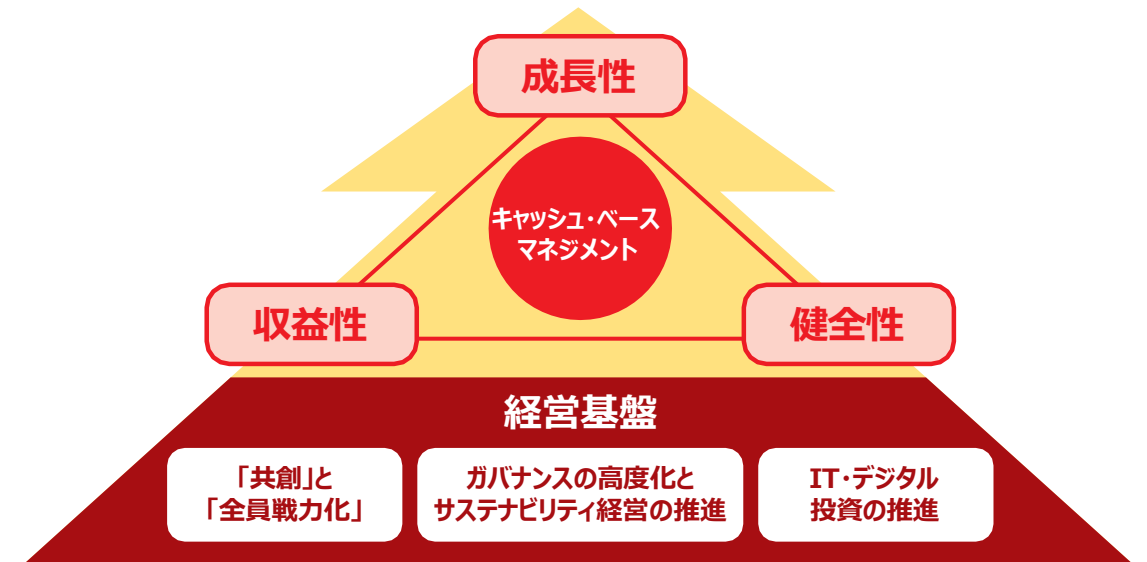 成長性
キャッシュ・ベース
マネジメント
収益性
健全性
経営基盤
「共創」と
「全員戦力化」
ガバナンスの高度化と
サステナビリティ経営の推進
IT・デジタル
投資の推進